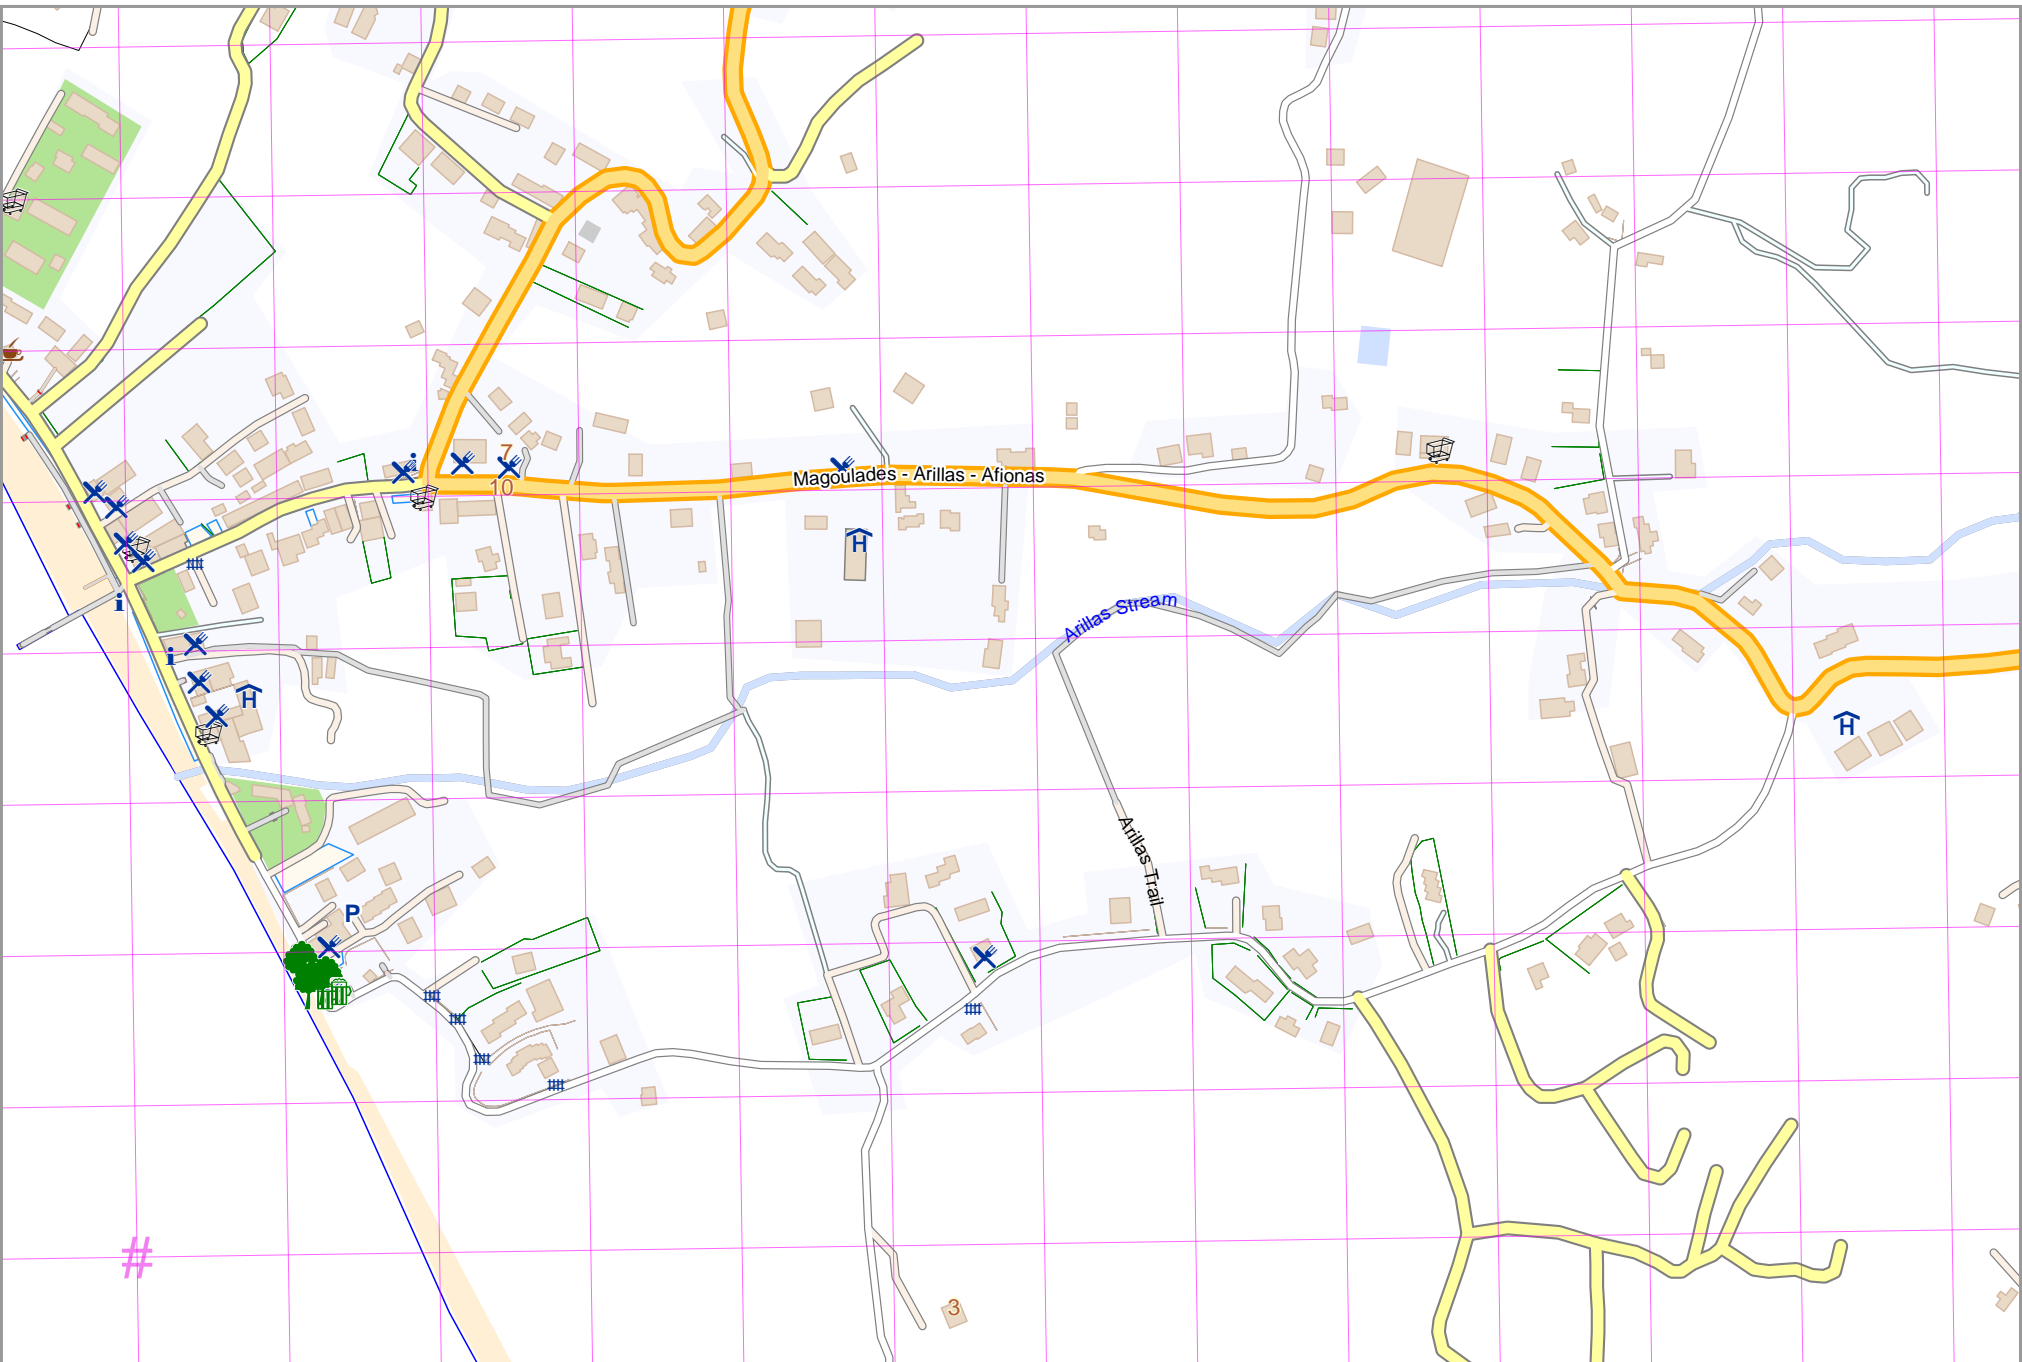 i
7
10
Magoulades - Arillas - Afionas
H
Arillas Stream
i
i
H
H
Arillas Trail
P
#
3